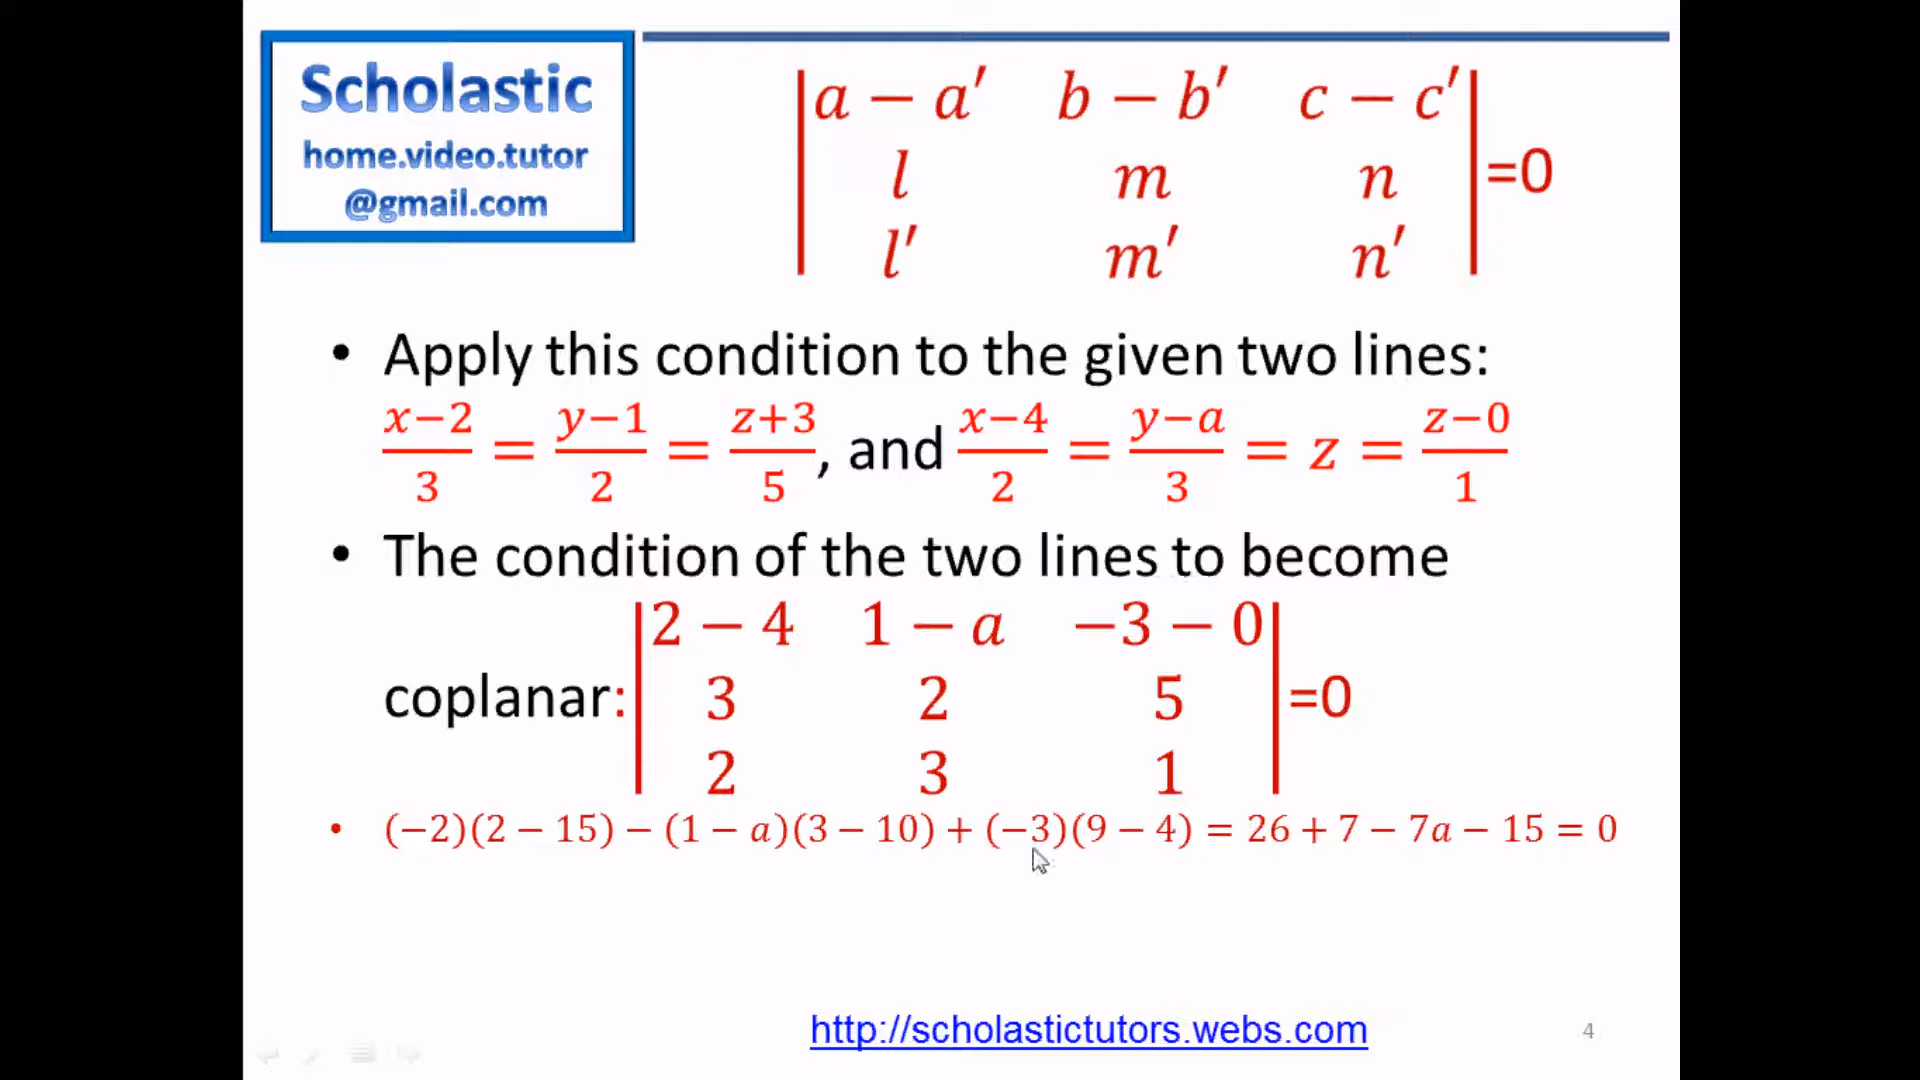 Scholastic
home.video.tutor
@gmail.com
|a − a′ b − b′ c − c′|
|l m n| =0
|l′ m′ n′|
• Apply this condition to the given two lines:
(x−2)/3 = (y−1)/2 = (z+3)/5, and (x−4)/2 = (y−a)/3 = z = (z−0)/1
• The condition of the two lines to become
|2 − 4 1 − a −3 − 0|
coplanar: |3 2 5| =0
|2 3 1|
• (−2)(2 − 15) − (1 − a)(3 − 10) + (−3)(9 − 4) = 26 + 7 − 7a − 15 = 0
http://scholastictutors.webs.com
4